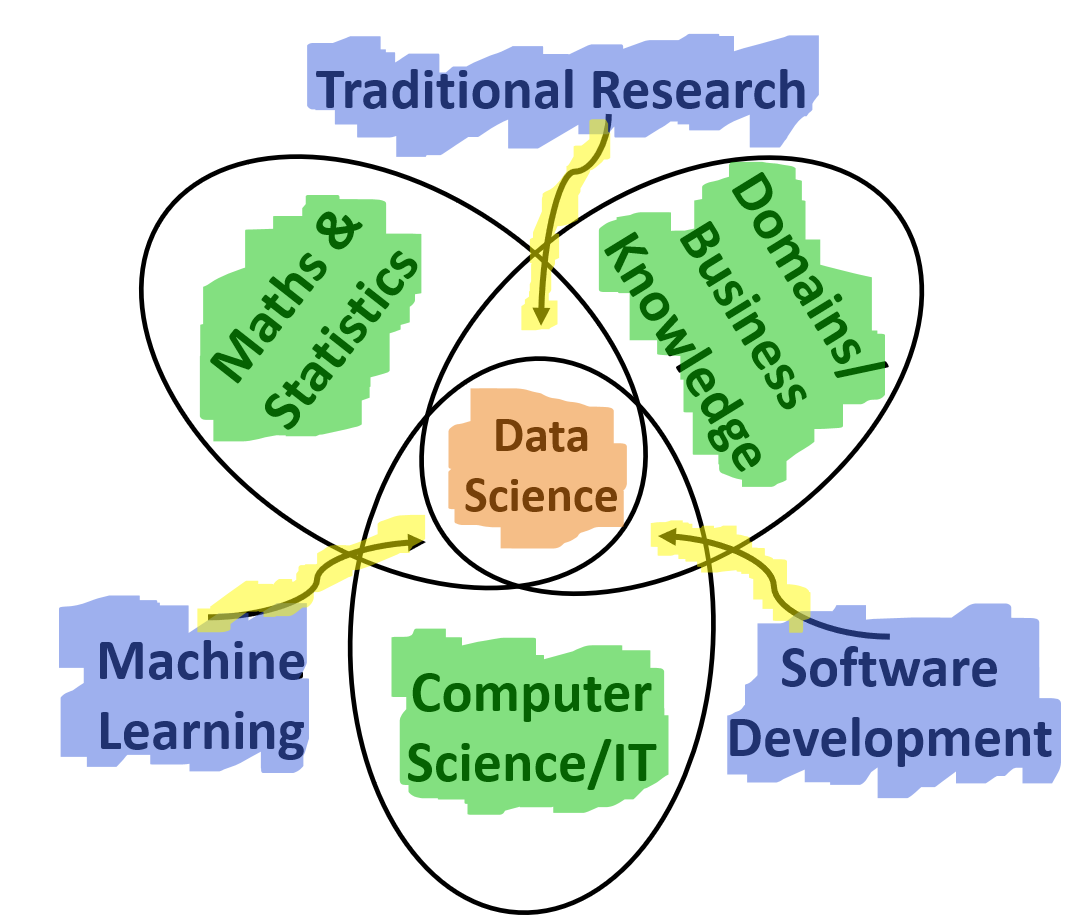 Traditional Research
Maths &
Statistics
Domains/
Business
Knowledge
Data
Science
Machine
Learning
Computer
Science/IT
Software
Development